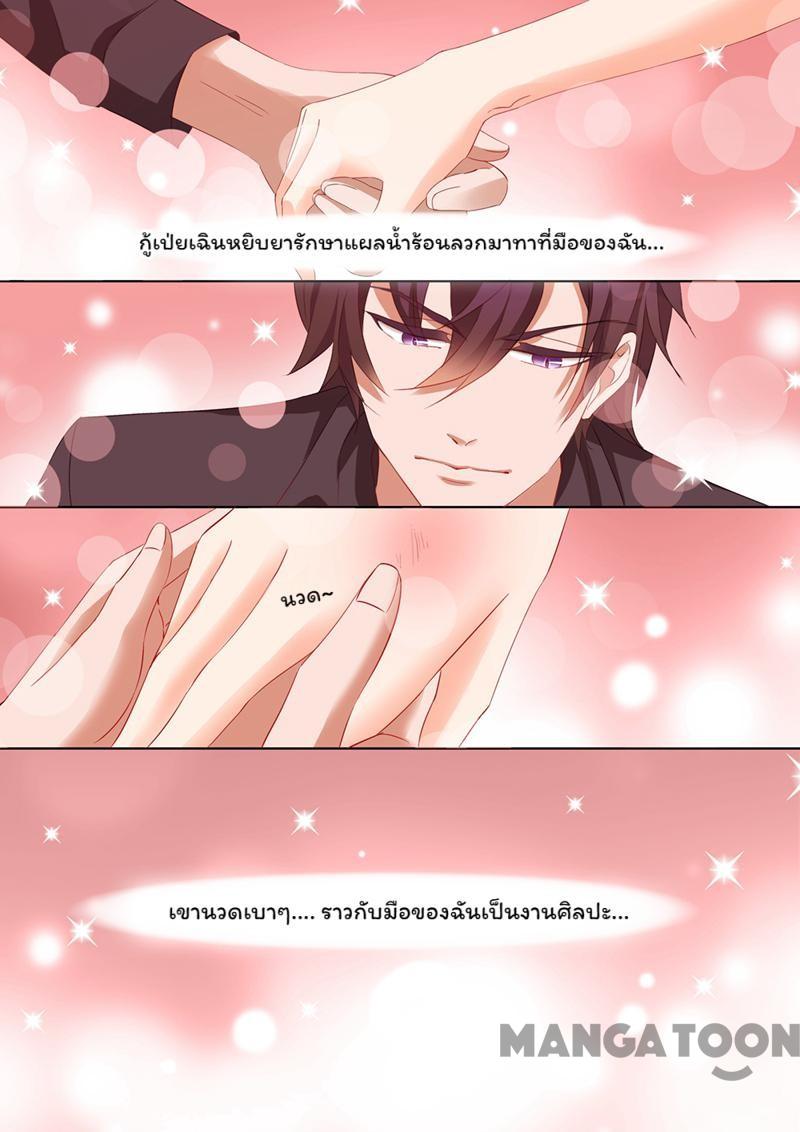 กู้เป่ยเฉินหยิบยารักษาแผลน้ำร้อนลวกมาทาที่มือของฉัน...
นวด~
เขานวดเบาๆ.... ราวกับมือของฉันเป็นงานศิลปะ...
MANGATOON